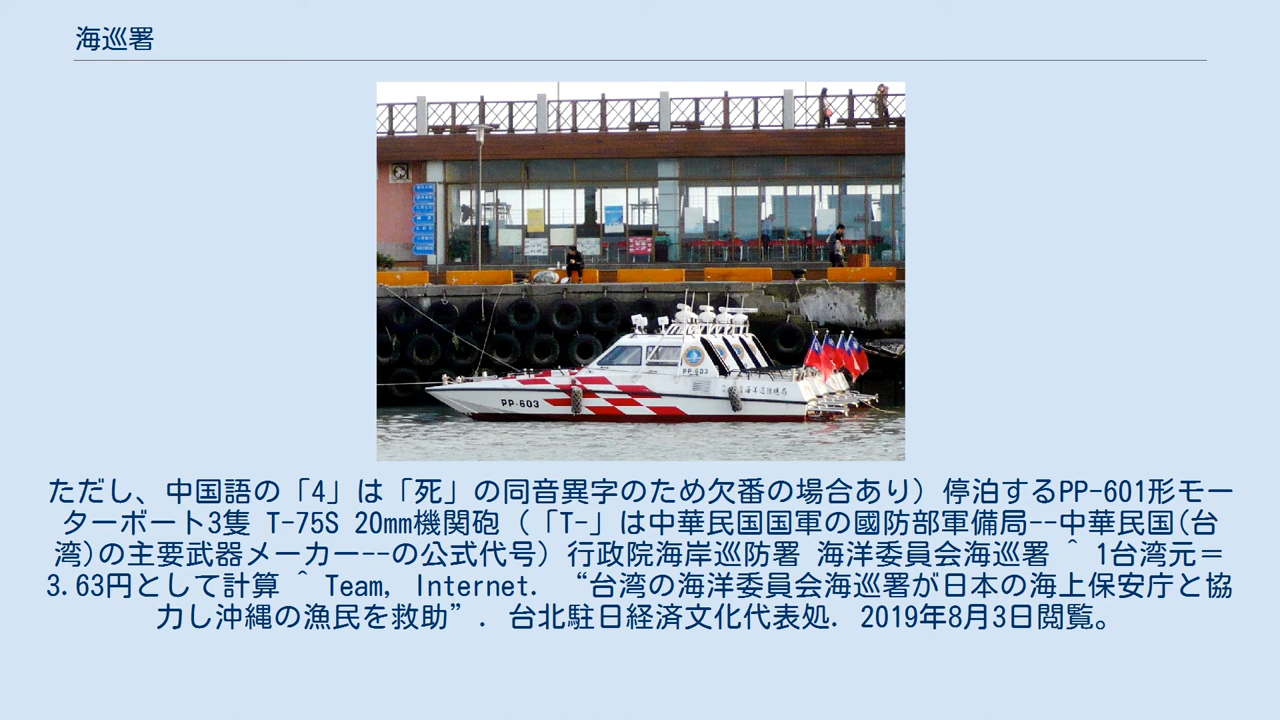 海巡署
PP-603
PP-603
ただし、中国語の「4」は「死」の同音異字のため欠番の場合あり）停泊するPP-601形モー
ターボート3隻 T-75S 20mm機関砲（「T-」は中華民国国軍の國防部軍備局--中華民国(台
湾)の主要武器メーカー--の公式代号）行政院海岸巡防署 海洋委員会海巡署 ^ 1台湾元＝
3.63円として計算 ^ Team, Internet. “台湾の海洋委員会海巡署が日本の海上保安庁と協
力し沖縄の漁民を救助”. 台北駐日経済文化代表処. 2019年8月3日閲覧。